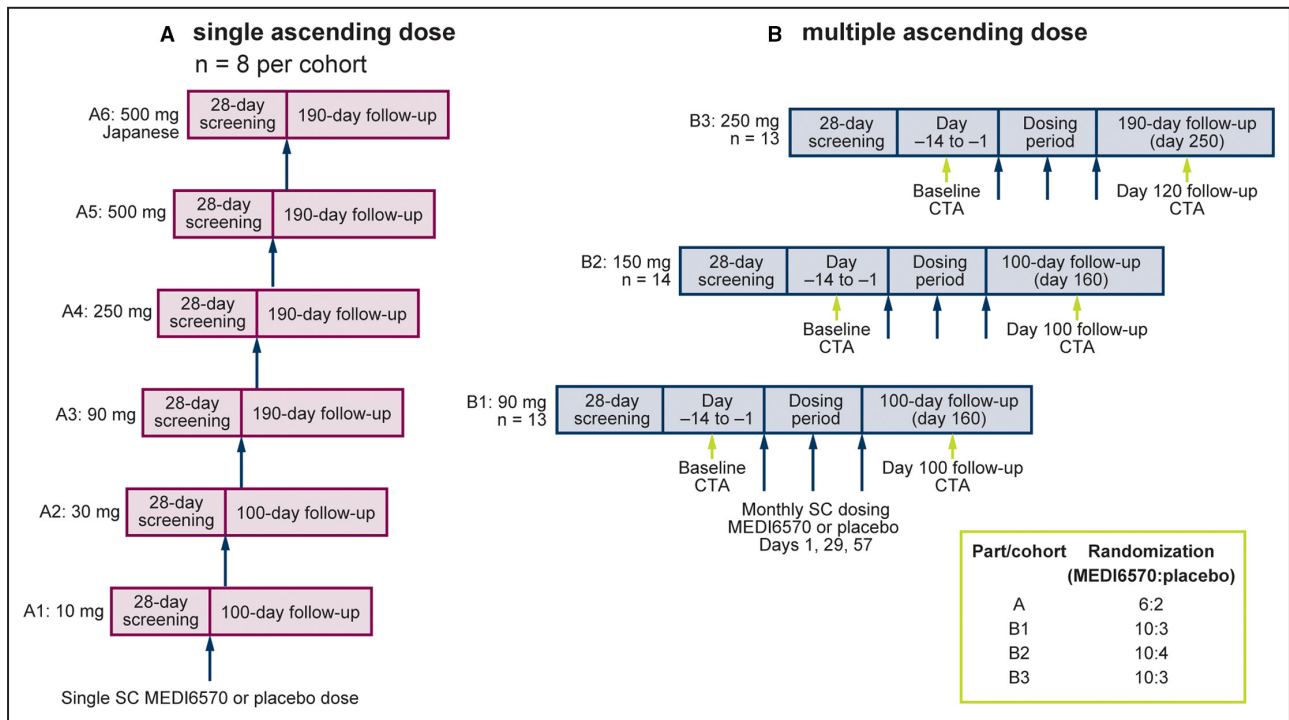 A single ascending dose
n = 8 per cohort
A6: 500 mg
Japanese
28-day
screening
190-day follow-up
A5: 500 mg
28-day
screening
190-day follow-up
A4: 250 mg
28-day
screening
190-day follow-up
A3: 90 mg
28-day
screening
190-day follow-up
A2: 30 mg
28-day
screening
100-day follow-up
A1: 10 mg
28-day
screening
100-day follow-up
Single SC MEDI6570 or placebo dose
B multiple ascending dose
B3: 250 mg
n = 13
28-day
screening
Day
–14 to –1
Dosing
period
190-day follow-up
(day 250)
Baseline
CTA
Day 120 follow-up
CTA
B2: 150 mg
n = 14
28-day
screening
Day
–14 to –1
Dosing
period
100-day follow-up
(day 160)
Baseline
CTA
Day 100 follow-up
CTA
B1: 90 mg
n = 13
28-day
screening
Day
–14 to –1
Dosing
period
100-day follow-up
(day 160)
Baseline
CTA
Day 100 follow-up
CTA
Monthly SC dosing
MEDI6570 or placebo
Days 1, 29, 57
Part/cohort Randomization
(MEDI6570:placebo)
A 6:2
B1 10:3
B2 10:4
B3 10:3